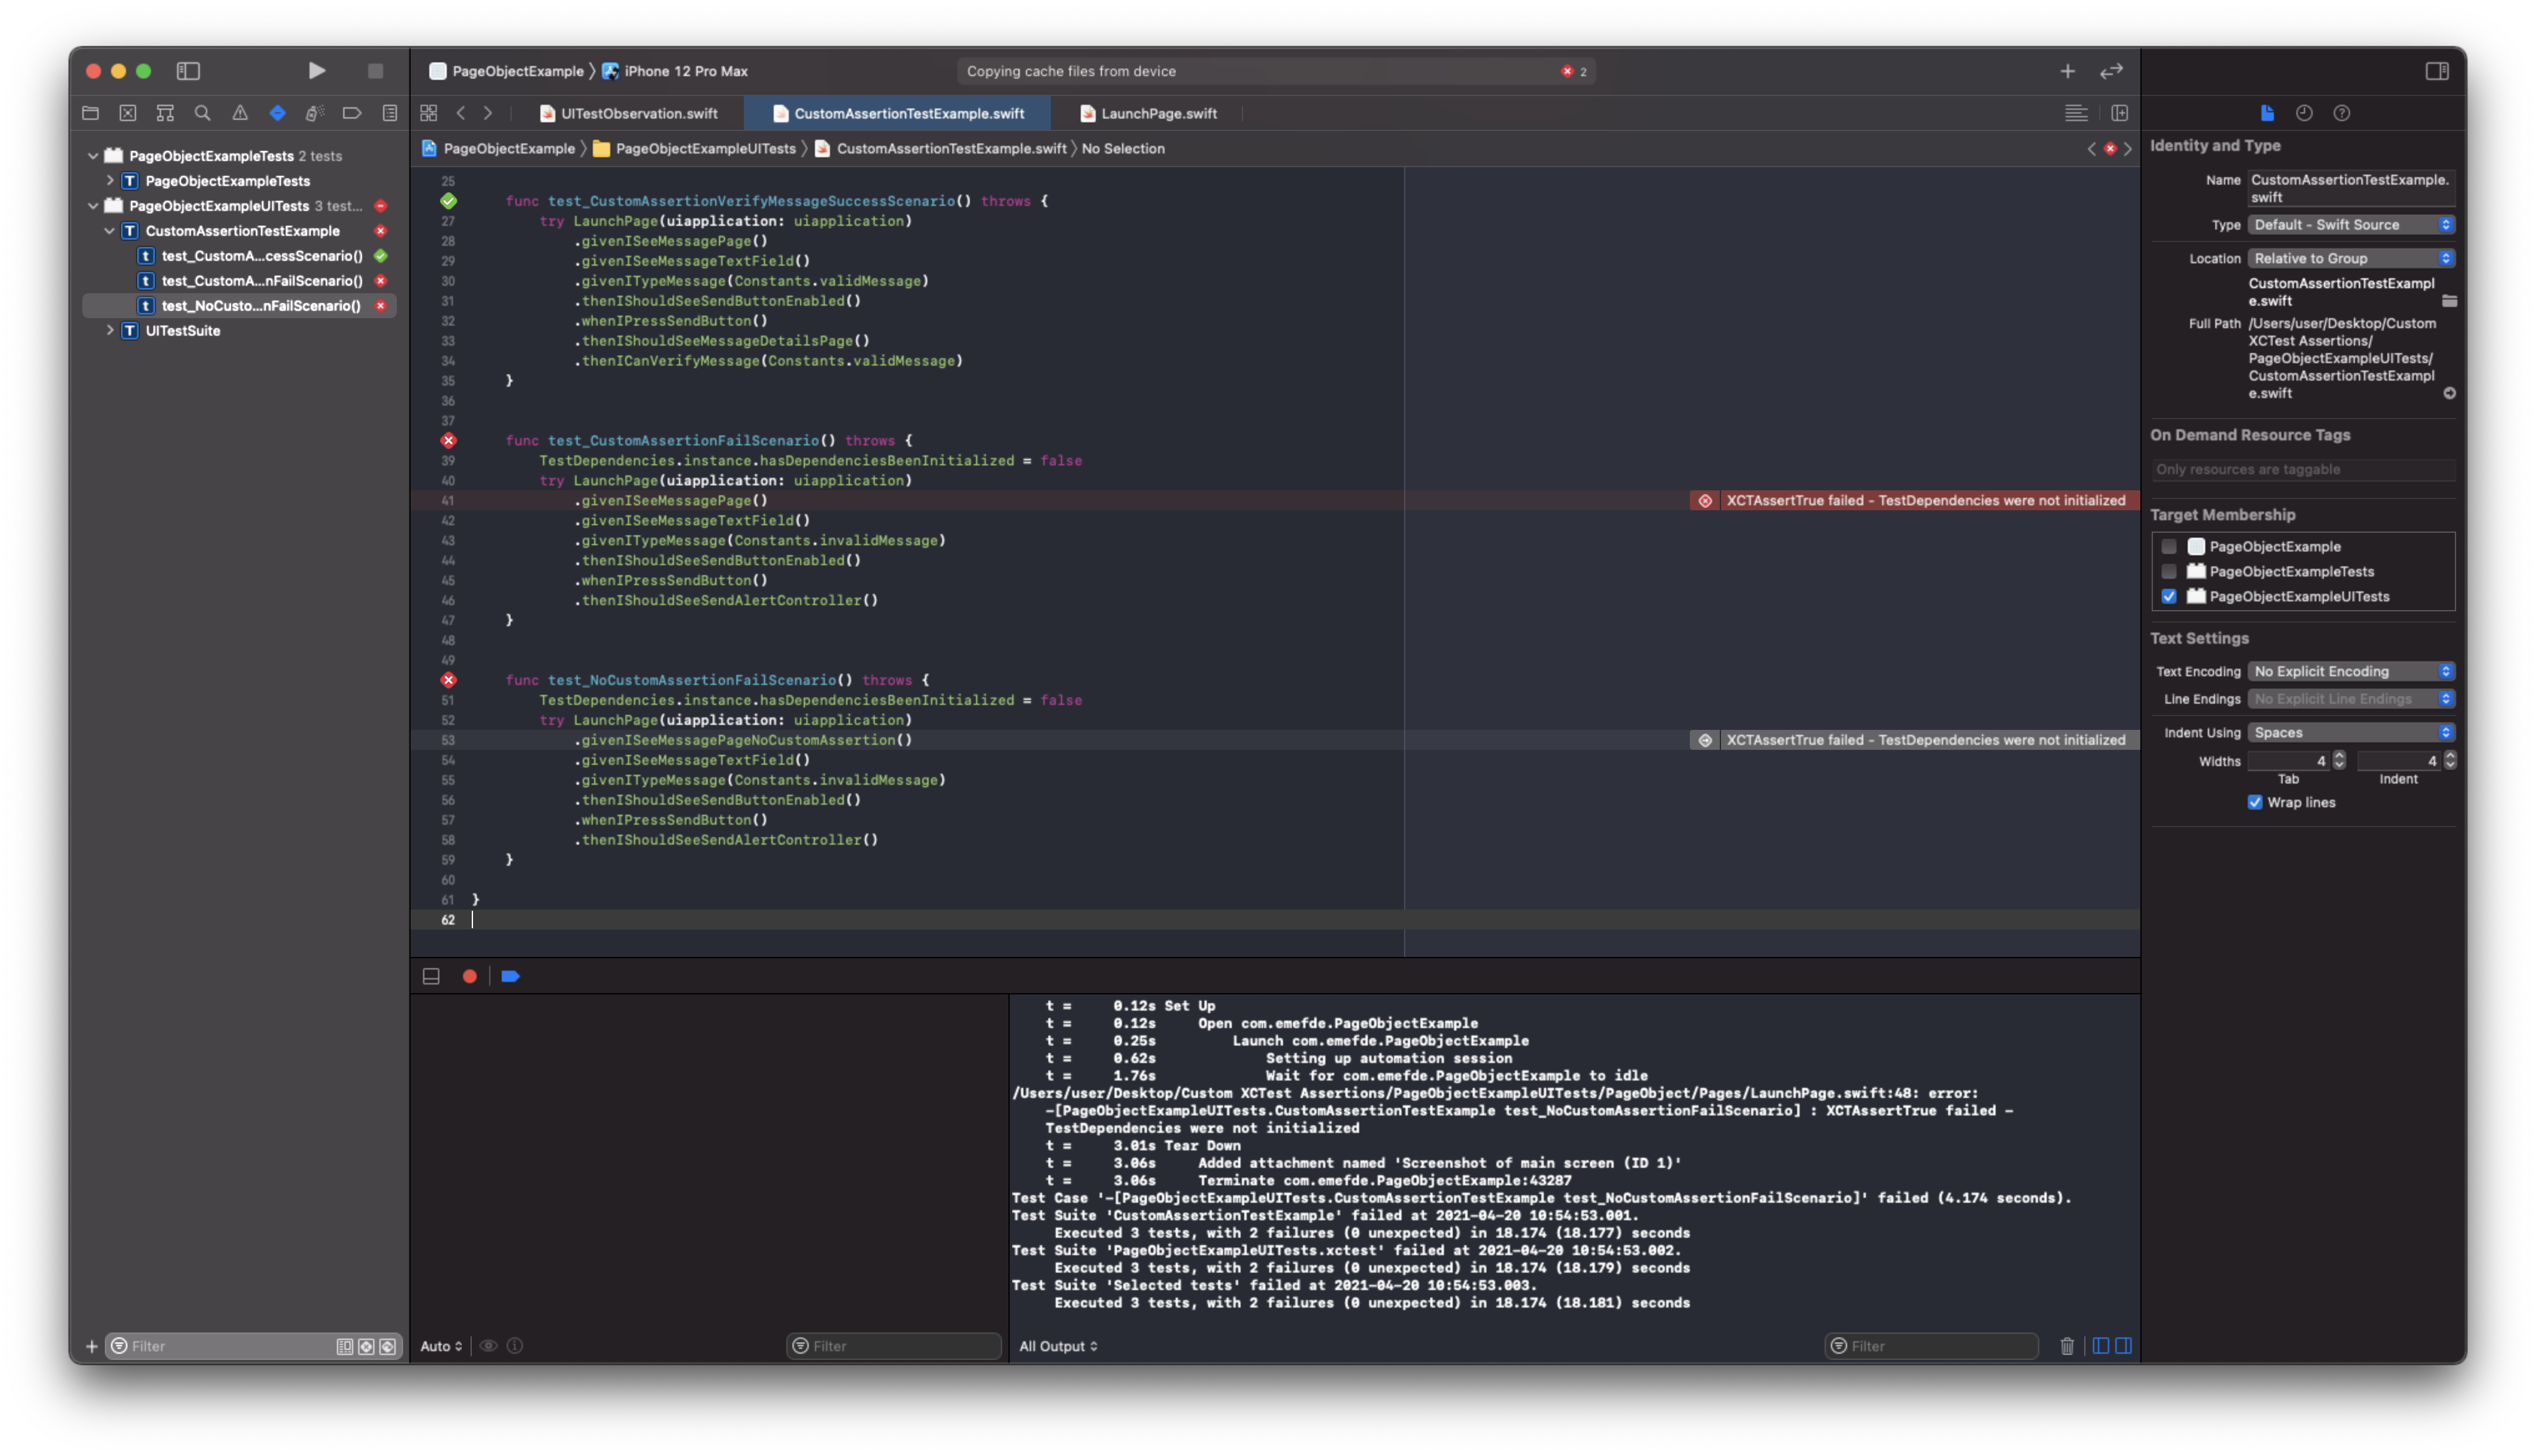 PageObjectExample 〉 iPhone 12 Pro Max
Copying cache files from device
2
UITestObservation.swift
CustomAssertionTestExample.swift
LaunchPage.swift
PageObjectExample 〉 PageObjectExampleUITests 〉 CustomAssertionTestExample.swift 〉 No Selection
PageObjectExampleTests 2 tests
PageObjectExampleTests
PageObjectExampleUITests 3 test...
CustomAssertionTestExample
test_CustomA...cessScenario()
test_CustomA...nFailScenario()
test_NoCusto...nFailScenario()
UITestSuite
Filter
25
func test_CustomAssertionVerifyMessageSuccessScenario() throws {
27 try LaunchPage(uiapplication: uiapplication)
28 .givenISeeMessagePage()
29 .givenISeeMessageTextField()
30 .givenITypeMessage(Constants.validMessage)
31 .thenIShouldSeeSendButtonEnabled()
32 .whenIPressSendButton()
33 .thenIShouldSeeMessageDetailsPage()
34 .thenICanVerifyMessage(Constants.validMessage)
35 }
36
37
func test_CustomAssertionFailScenario() throws {
39 TestDependencies.instance.hasDependenciesBeenInitialized = false
40 try LaunchPage(uiapplication: uiapplication)
41 .givenISeeMessagePage() XCTAssertTrue failed - TestDependencies were not initialized
42 .givenISeeMessageTextField()
43 .givenITypeMessage(Constants.invalidMessage)
44 .thenIShouldSeeSendButtonEnabled()
45 .whenIPressSendButton()
46 .thenIShouldSeeSendAlertController()
47 }
48
49
func test_NoCustomAssertionFailScenario() throws {
51 TestDependencies.instance.hasDependenciesBeenInitialized = false
52 try LaunchPage(uiapplication: uiapplication)
53 .givenISeeMessagePageNoCustomAssertion() XCTAssertTrue failed - TestDependencies were not initialized
54 .givenISeeMessageTextField()
55 .givenITypeMessage(Constants.invalidMessage)
56 .thenIShouldSeeSendButtonEnabled()
57 .whenIPressSendButton()
58 .thenIShouldSeeSendAlertController()
59 }
60
61 }
62
Auto
Filter
t = 0.12s Set Up
t = 0.12s Open com.emefde.PageObjectExample
t = 0.25s Launch com.emefde.PageObjectExample
t = 0.62s Setting up automation session
t = 1.76s Wait for com.emefde.PageObjectExample to idle
/Users/user/Desktop/Custom XCTest Assertions/PageObjectExampleUITests/PageObject/Pages/LaunchPage.swift:48: error:
-[PageObjectExampleUITests.CustomAssertionTestExample test_NoCustomAssertionFailScenario] : XCTAssertTrue failed -
TestDependencies were not initialized
t = 3.01s Tear Down
t = 3.06s Added attachment named 'Screenshot of main screen (ID 1)'
t = 3.06s Terminate com.emefde.PageObjectExample:43287
Test Case '-[PageObjectExampleUITests.CustomAssertionTestExample test_NoCustomAssertionFailScenario]' failed (4.174 seconds).
Test Suite 'CustomAssertionTestExample' failed at 2021-04-20 10:54:53.001.
Executed 3 tests, with 2 failures (0 unexpected) in 18.174 (18.177) seconds
Test Suite 'PageObjectExampleUITests.xctest' failed at 2021-04-20 10:54:53.002.
Executed 3 tests, with 2 failures (0 unexpected) in 18.174 (18.179) seconds
Test Suite 'Selected tests' failed at 2021-04-20 10:54:53.003.
Executed 3 tests, with 2 failures (0 unexpected) in 18.174 (18.181) seconds
All Output
Filter
Identity and Type
Name CustomAssertionTestExample.
swift
Type Default - Swift Source
Location Relative to Group
CustomAssertionTestExampl
e.swift
Full Path /Users/user/Desktop/Custom
XCTest Assertions/
PageObjectExampleUITests/
CustomAssertionTestExampl
e.swift
On Demand Resource Tags
Only resources are taggable
Target Membership
PageObjectExample
PageObjectExampleTests
PageObjectExampleUITests
Text Settings
Text Encoding No Explicit Encoding
Line Endings No Explicit Line Endings
Indent Using Spaces
Widths 4 4
Tab Indent
Wrap lines